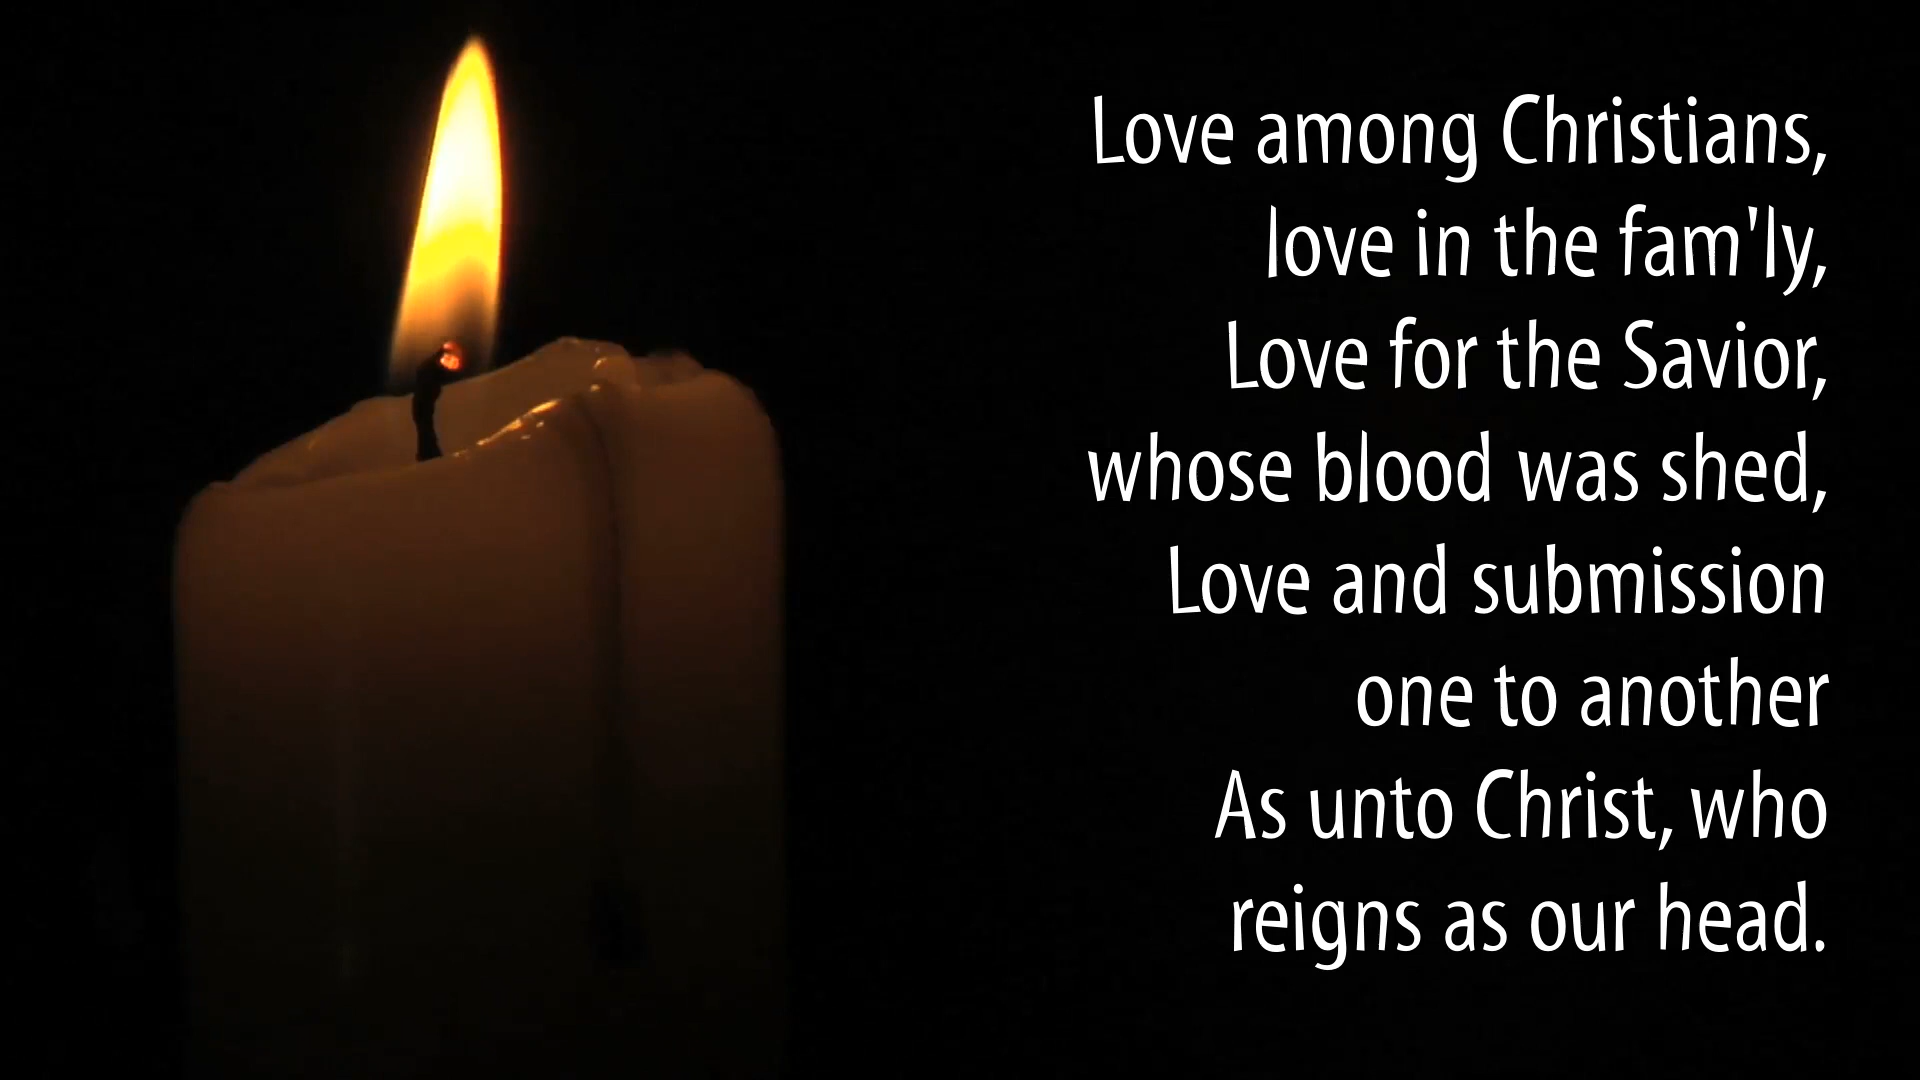 Love among Christians,
love in the fam'ly,
Love for the Savior,
whose blood was shed,
Love and submission
one to another
As unto Christ, who
reigns as our head.